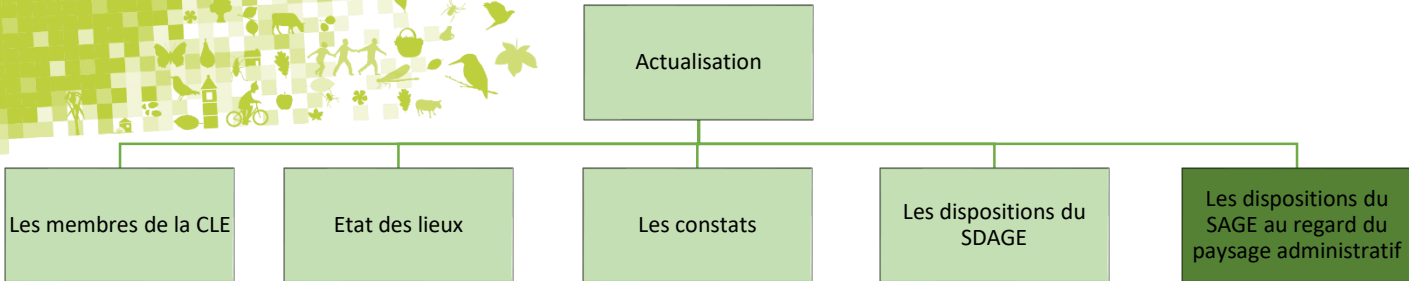 Actualisation
Les membres de la CLE
Etat des lieux
Les constats
Les dispositions du
SDAGE
Les dispositions du
SAGE au regard du
paysage administratif